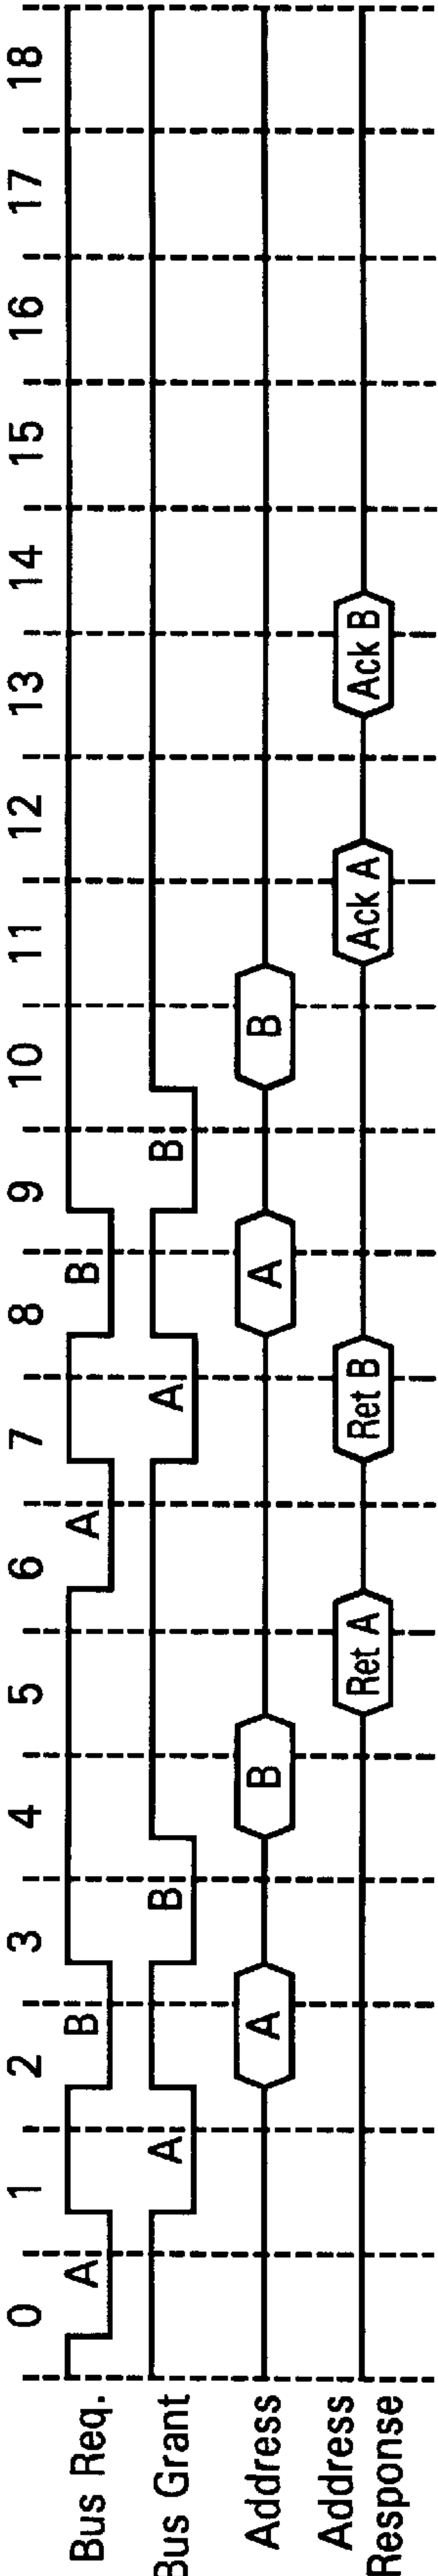 0 1 2 3 4 5 6 7 8 9 10 11 12 13 14 15 16 17 18
Bus Req. A B A B
Bus Grant A B A B
Address A B A B
Address
Response Ret A Ret B Ack A Ack B